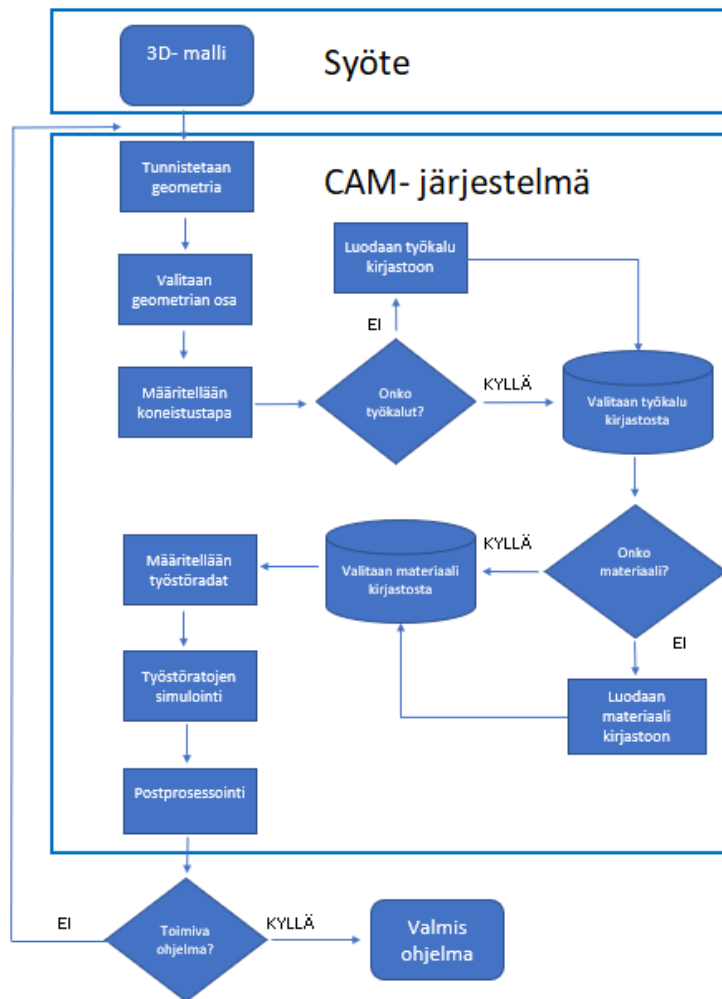 3D- malli
Syöte
Tunnistetaan
geometria
CAM- järjestelmä
Valitaan
geometrian osa
Luodaan työkalu
kirjastoon
EI
Määritellään
koneistustapa
Onko
työkalut?
KYLLÄ
Valitaan työkalu
kirjastosta
Onko
materiaali?
KYLLÄ
Valitaan materiaali
kirjastosta
EI
Luodaan
materiaali
kirjastoon
Määritellään
työstöradat
Työstöratojen
simulointi
Postprosessointi
Toimiva
ohjelma?
EI
KYLLÄ
Valmis
ohjelma